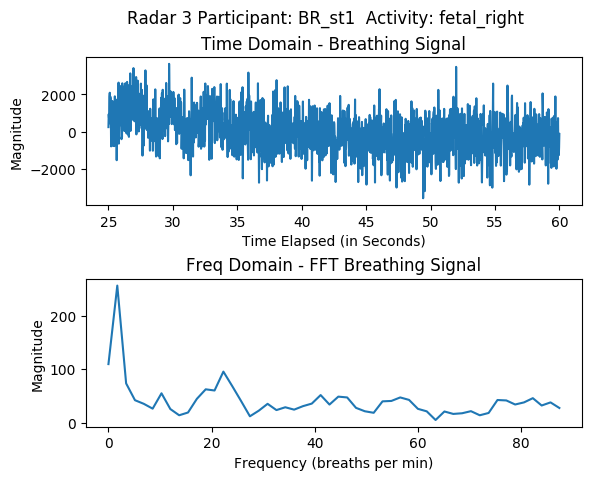 Radar 3 Participant: BR_st1  Activity: fetal_right
Time Domain - Breathing Signal
Magnitude
2000
0
−2000
25 30 35 40 45 50 55 60
Time Elapsed (in Seconds)
Freq Domain - FFT Breathing Signal
Magnitude
200
100
0
0 20 40 60 80
Frequency (breaths per min)